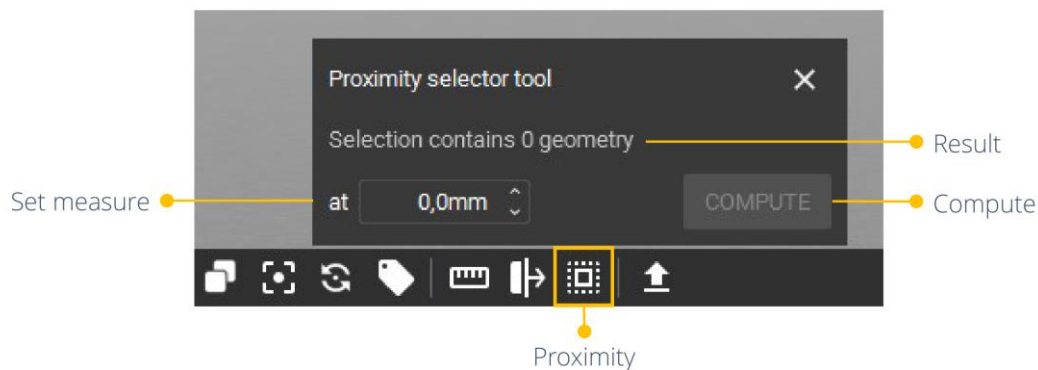 Proximity selector tool
Selection contains 0 geometry
Result
Set measure
at 0,0mm COMPUTE
Compute
Proximity